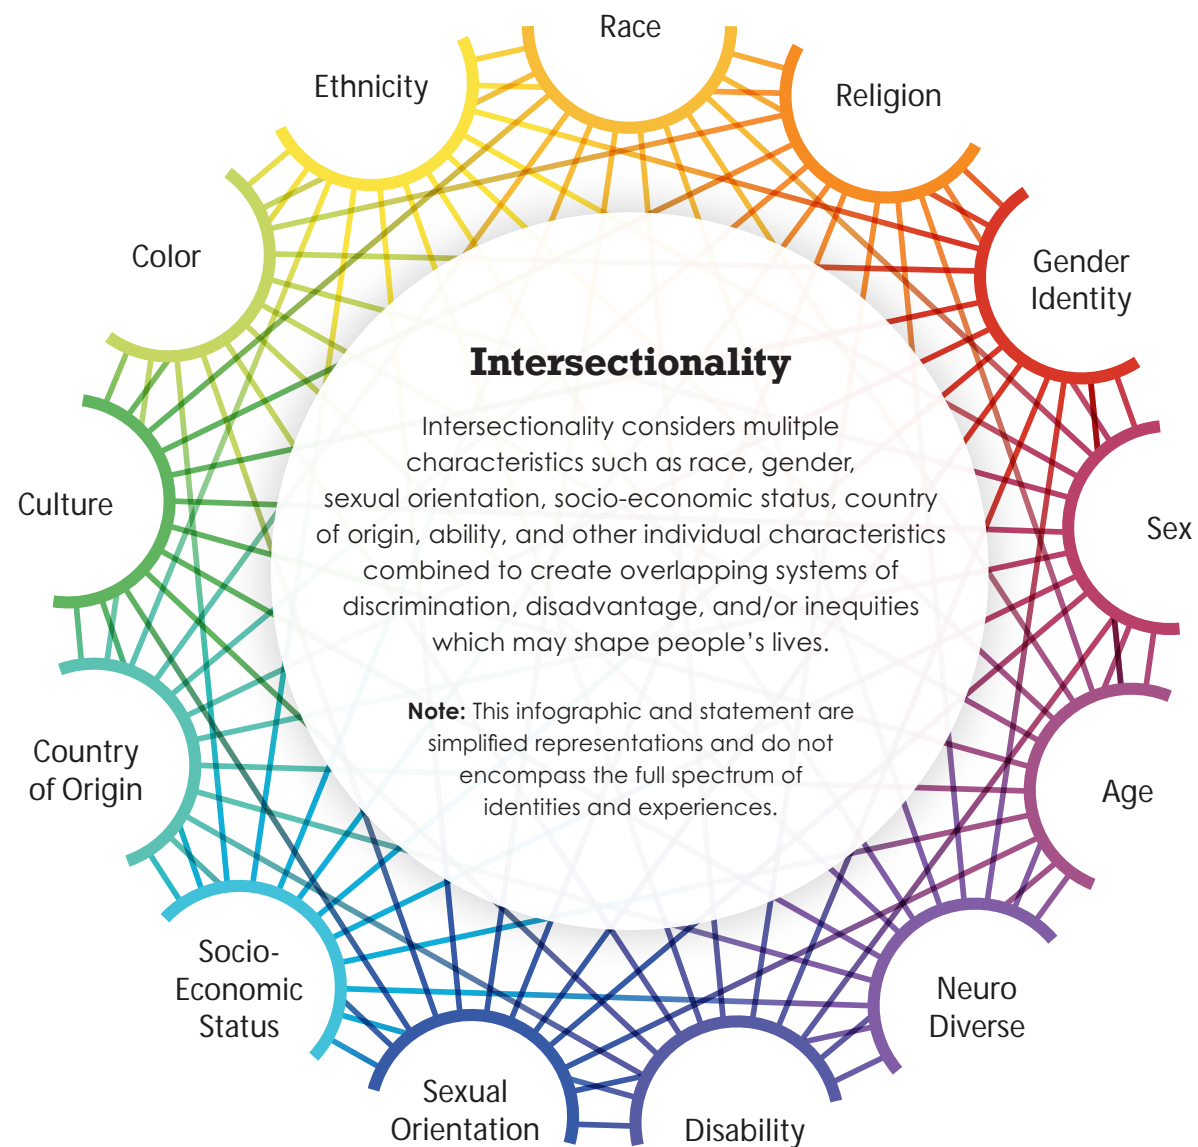 Race
Ethnicity
Religion
Color
Gender
Identity
Intersectionality
Intersectionality considers mulitple
characteristics such as race, gender,
sexual orientation, socio-economic status, country
of origin, ability, and other individual characteristics
combined to create overlapping systems of
discrimination, disadvantage, and/or inequities
which may shape people’s lives.
Note: This infographic and statement are
simplified representations and do not
encompass the full spectrum of
identities and experiences.
Culture
Sex
Country
of Origin
Age
Socio-
Economic
Status
Neuro
Diverse
Sexual
Orientation
Disability